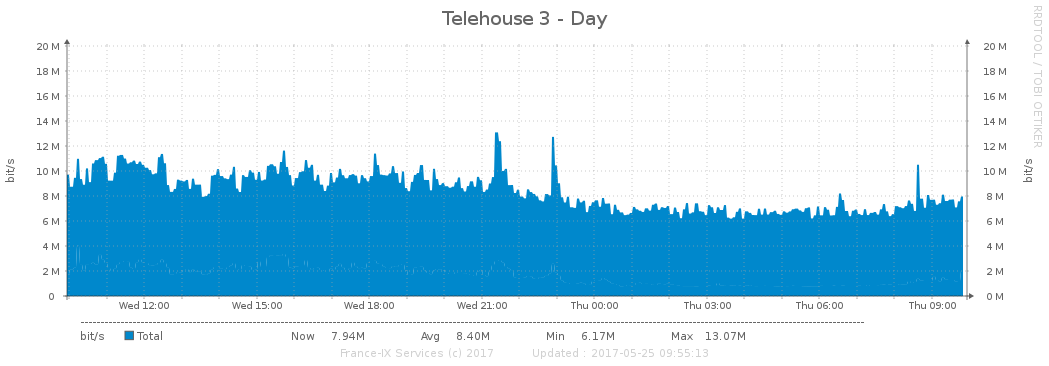 Telehouse 3 - Day
RRDTOOL / TOBI OETIKER
20 M 20 M
18 M 18 M
16 M 16 M
14 M 14 M
12 M 12 M
10 M 10 M
8 M 8 M
6 M 6 M
4 M 4 M
2 M 2 M
0 0 M
bit/s
bit/s
Wed 12:00 Wed 15:00 Wed 18:00 Wed 21:00 Thu 00:00 Thu 03:00 Thu 06:00 Thu 09:00
bit/s Total Now 7.94M Avg 8.40M Min 6.17M Max 13.07M
France-IX Services (c) 2017 Updated : 2017-05-25 09:55:13